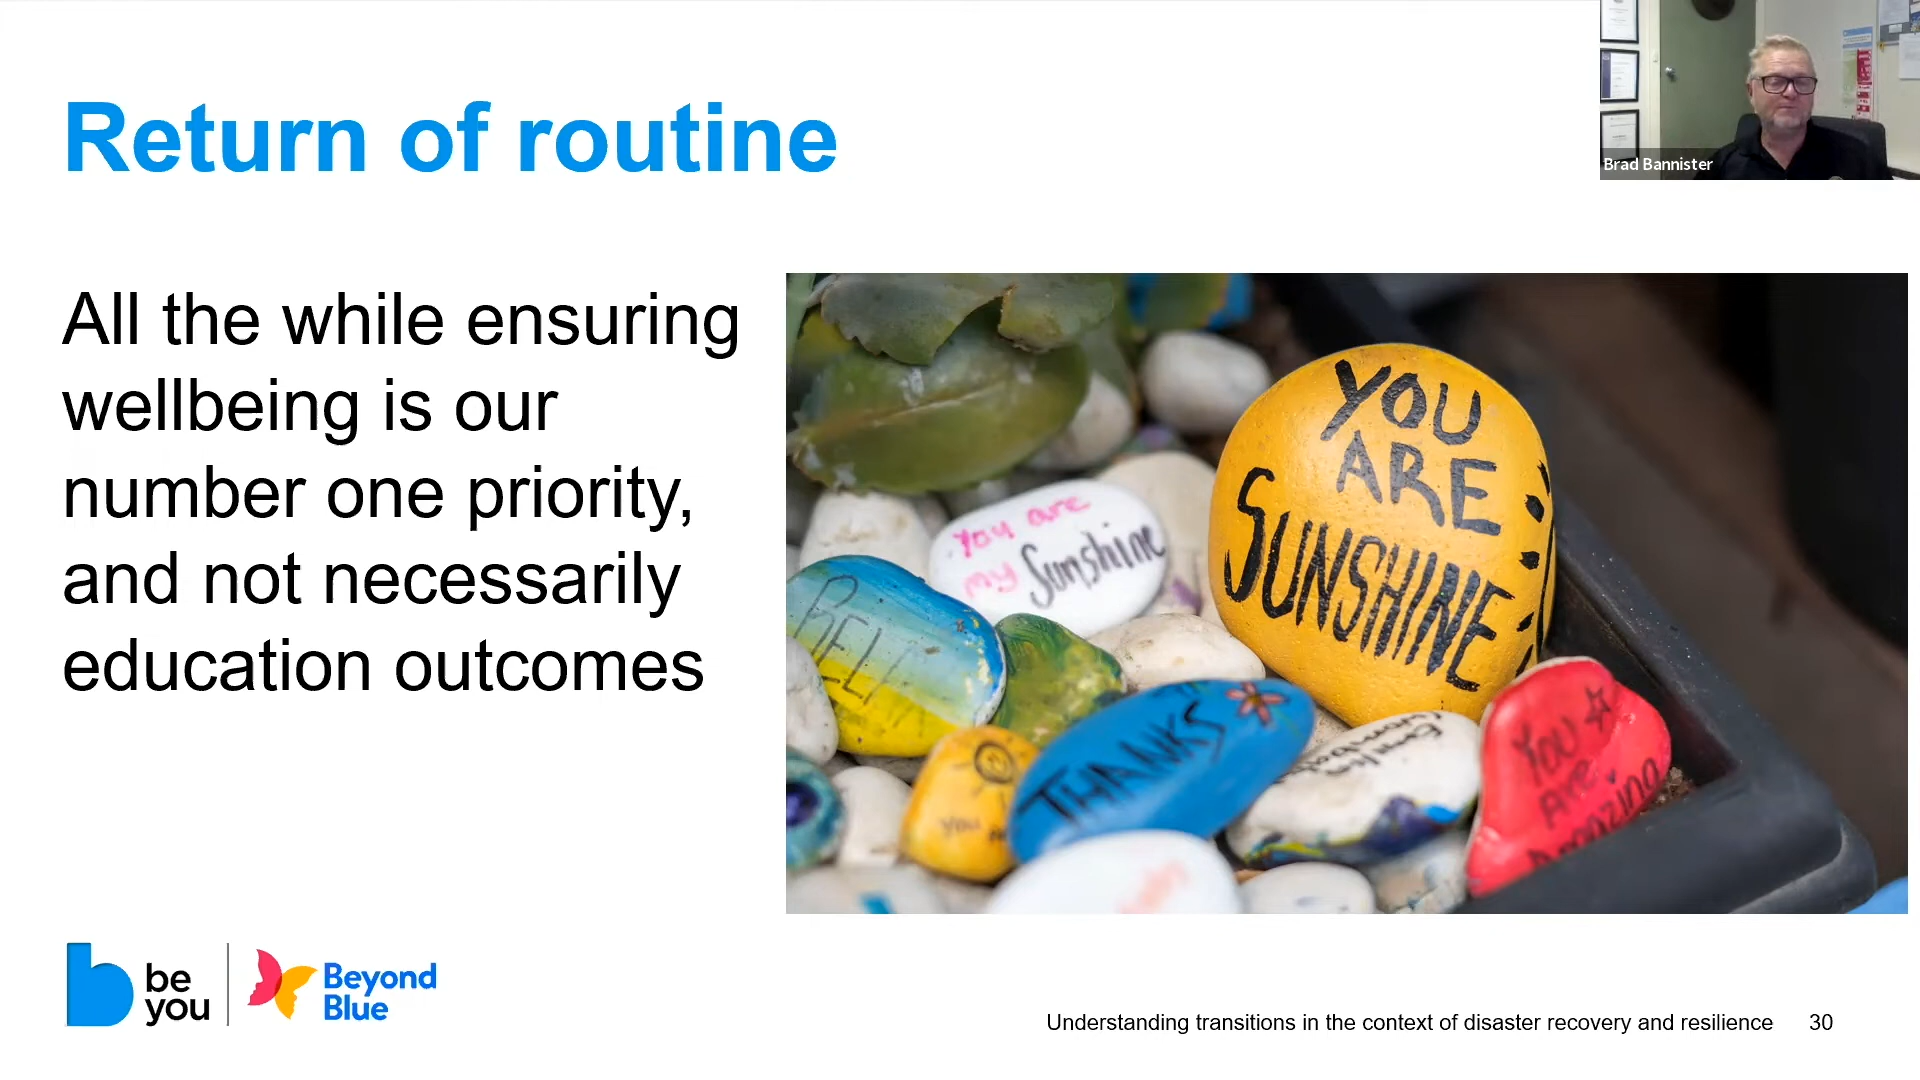 Return of routine
Brad Bannister
All the while ensuring
wellbeing is our
number one priority,
and not necessarily
education outcomes
YOU
ARE
SUNSHINE
You are
my Sunshine
THANKS
You
You
ARE
Amazing
be
you
Beyond
Blue
Understanding transitions in the context of disaster recovery and resilience 30